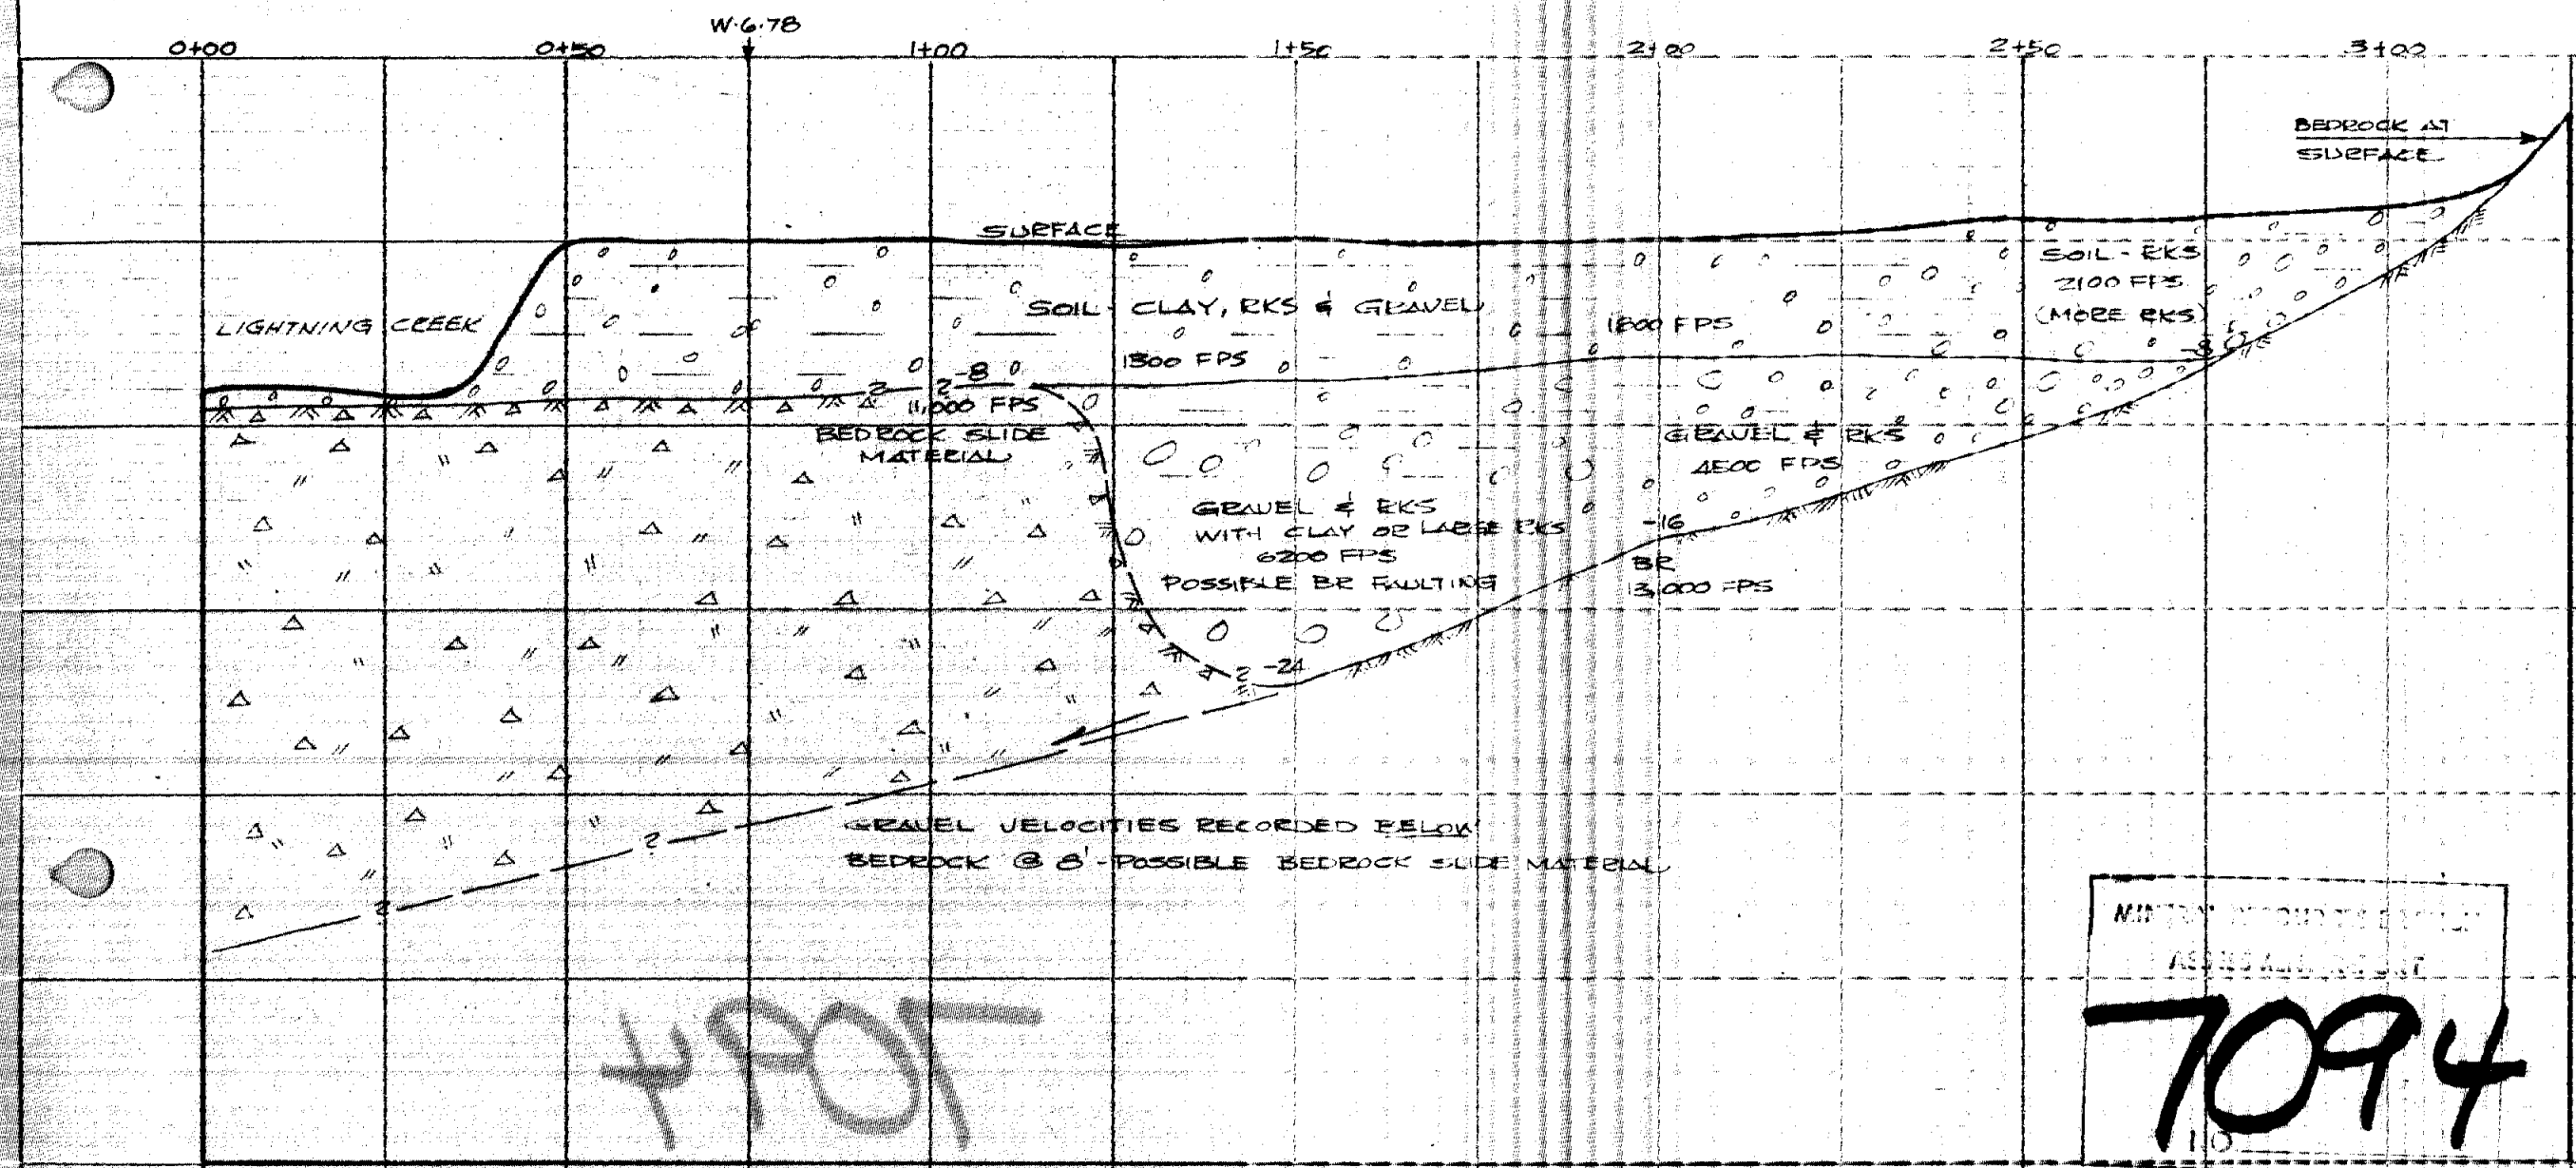 W·6·78
0+00 0+50 1+00 1+50 2+00 2+50 3+00
BEDROCK AT
SURFACE
SURFACE
LIGHTNING CREEK
SOIL - CLAY, RKS & GRAVEL
1300 FPS
1800 FPS
SOIL - RKS
2100 FPS
(MORE RKS)
-8
-8
2 2
11,000 FPS
BEDROCK SLIDE
MATERIAL
GRAVEL & RKS
4500 FPS
GRAVEL & RKS
WITH CLAY OR LARGE RKS
6200 FPS
POSSIBLE BR FAULTING
-16
BR
13,000 FPS
? -24
GRAVEL VELOCITIES RECORDED BELOW
BEDROCK @ 8' - POSSIBLE BEDROCK SLIDE MATERIAL
?
?
7094
NO